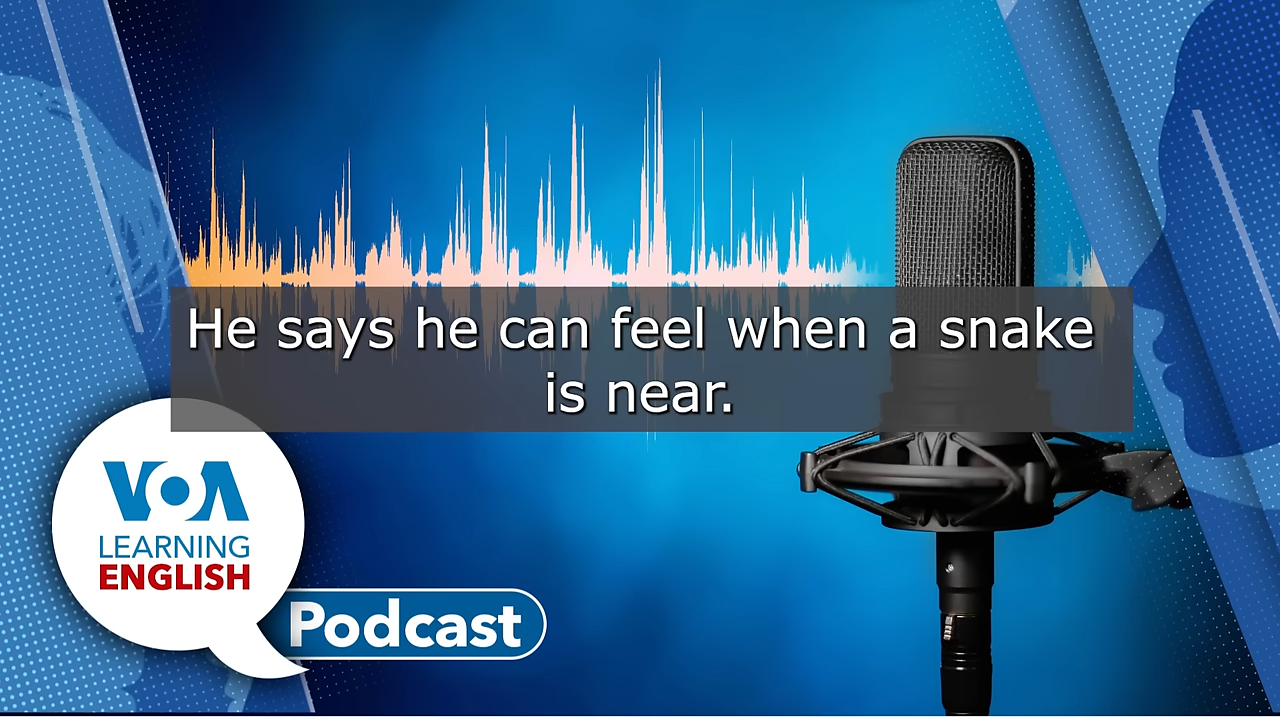 He says he can feel when a snake
is near.
VOA
LEARNING
ENGLISH
Podcast